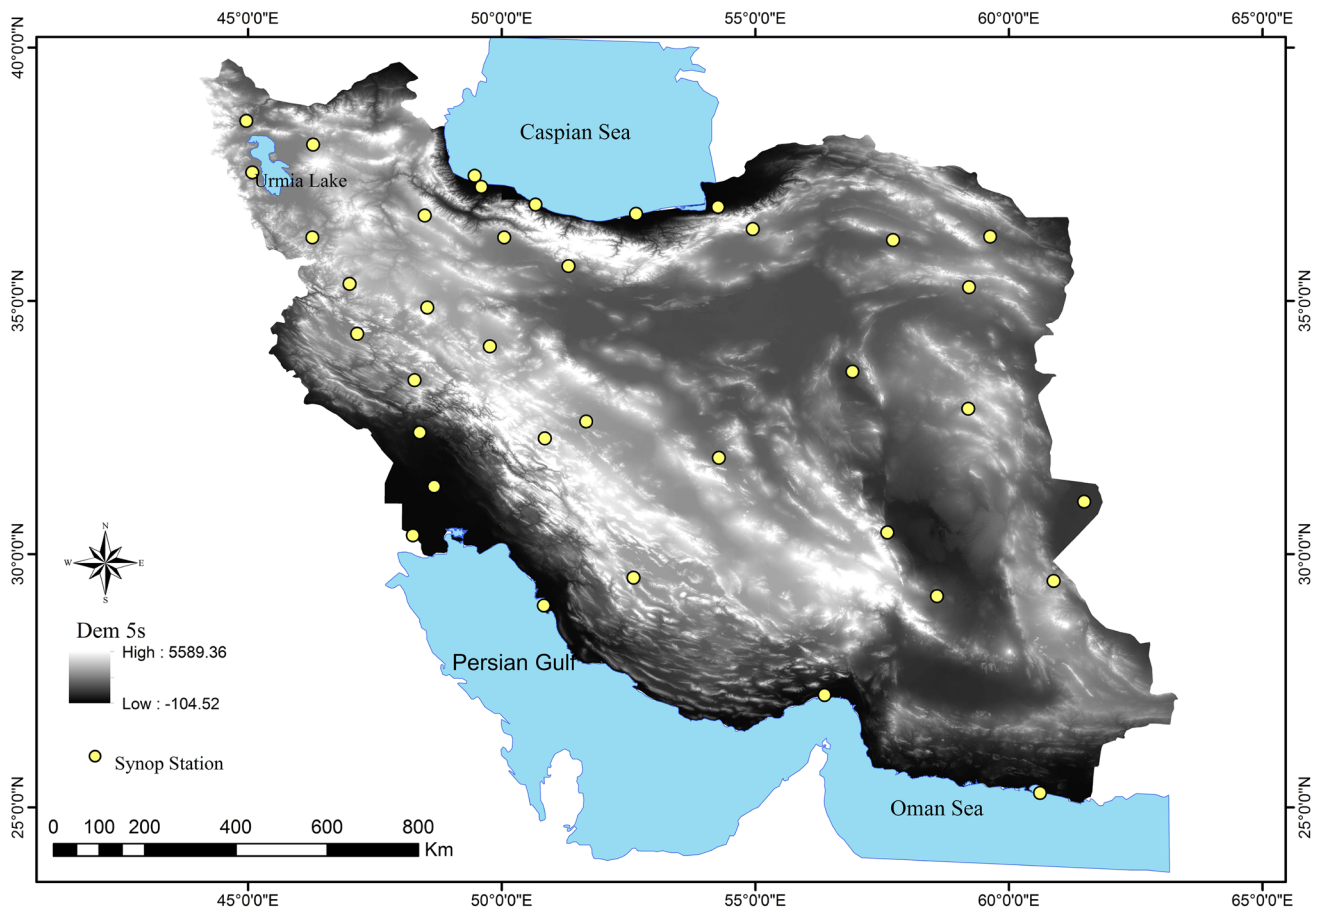 45°0'0"E 50°0'0"E 55°0'0"E 60°0'0"E 65°0'0"E
40°0'0"N
35°0'0"N 35°0'0"N
30°0'0"N 30°0'0"N
25°0'0"N 25°0'0"N
Caspian Sea
Urmia Lake
Persian Gulf
Oman Sea
N
W E
S
Dem 5s
High : 5589.36
Low : -104.52
Synop Station
0 100 200 400 600 800
Km
45°0'0"E 50°0'0"E 55°0'0"E 60°0'0"E 65°0'0"E